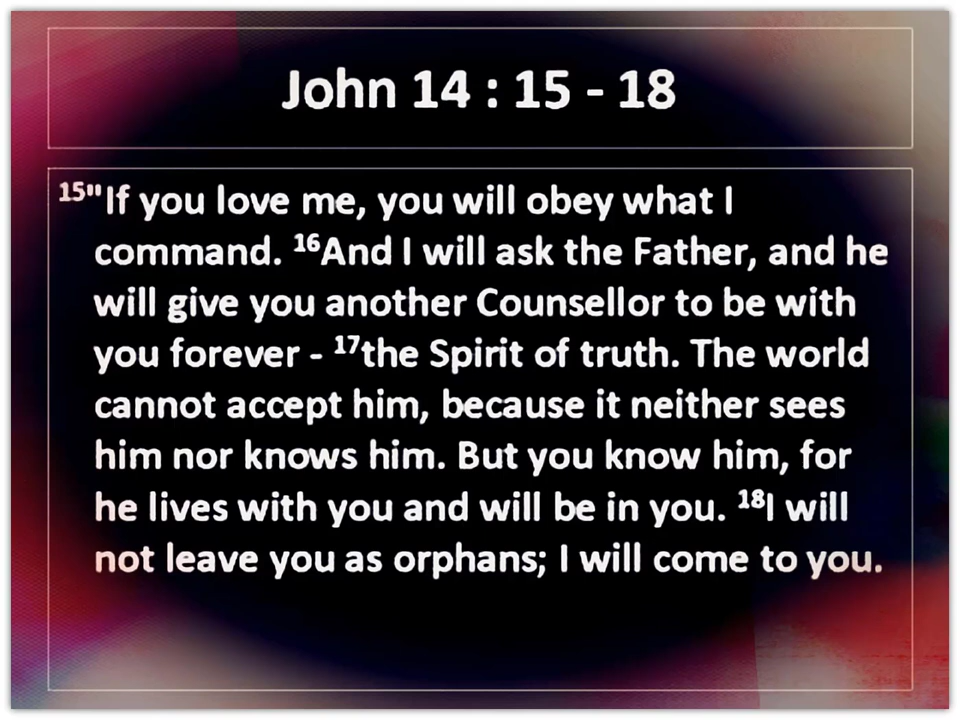 John 14 : 15 - 18
¹⁵"If you love me, you will obey what I
command. ¹⁶And I will ask the Father, and he
will give you another Counsellor to be with
you forever - ¹⁷the Spirit of truth. The world
cannot accept him, because it neither sees
him nor knows him. But you know him, for
he lives with you and will be in you. ¹⁸I will
not leave you as orphans; I will come to you.